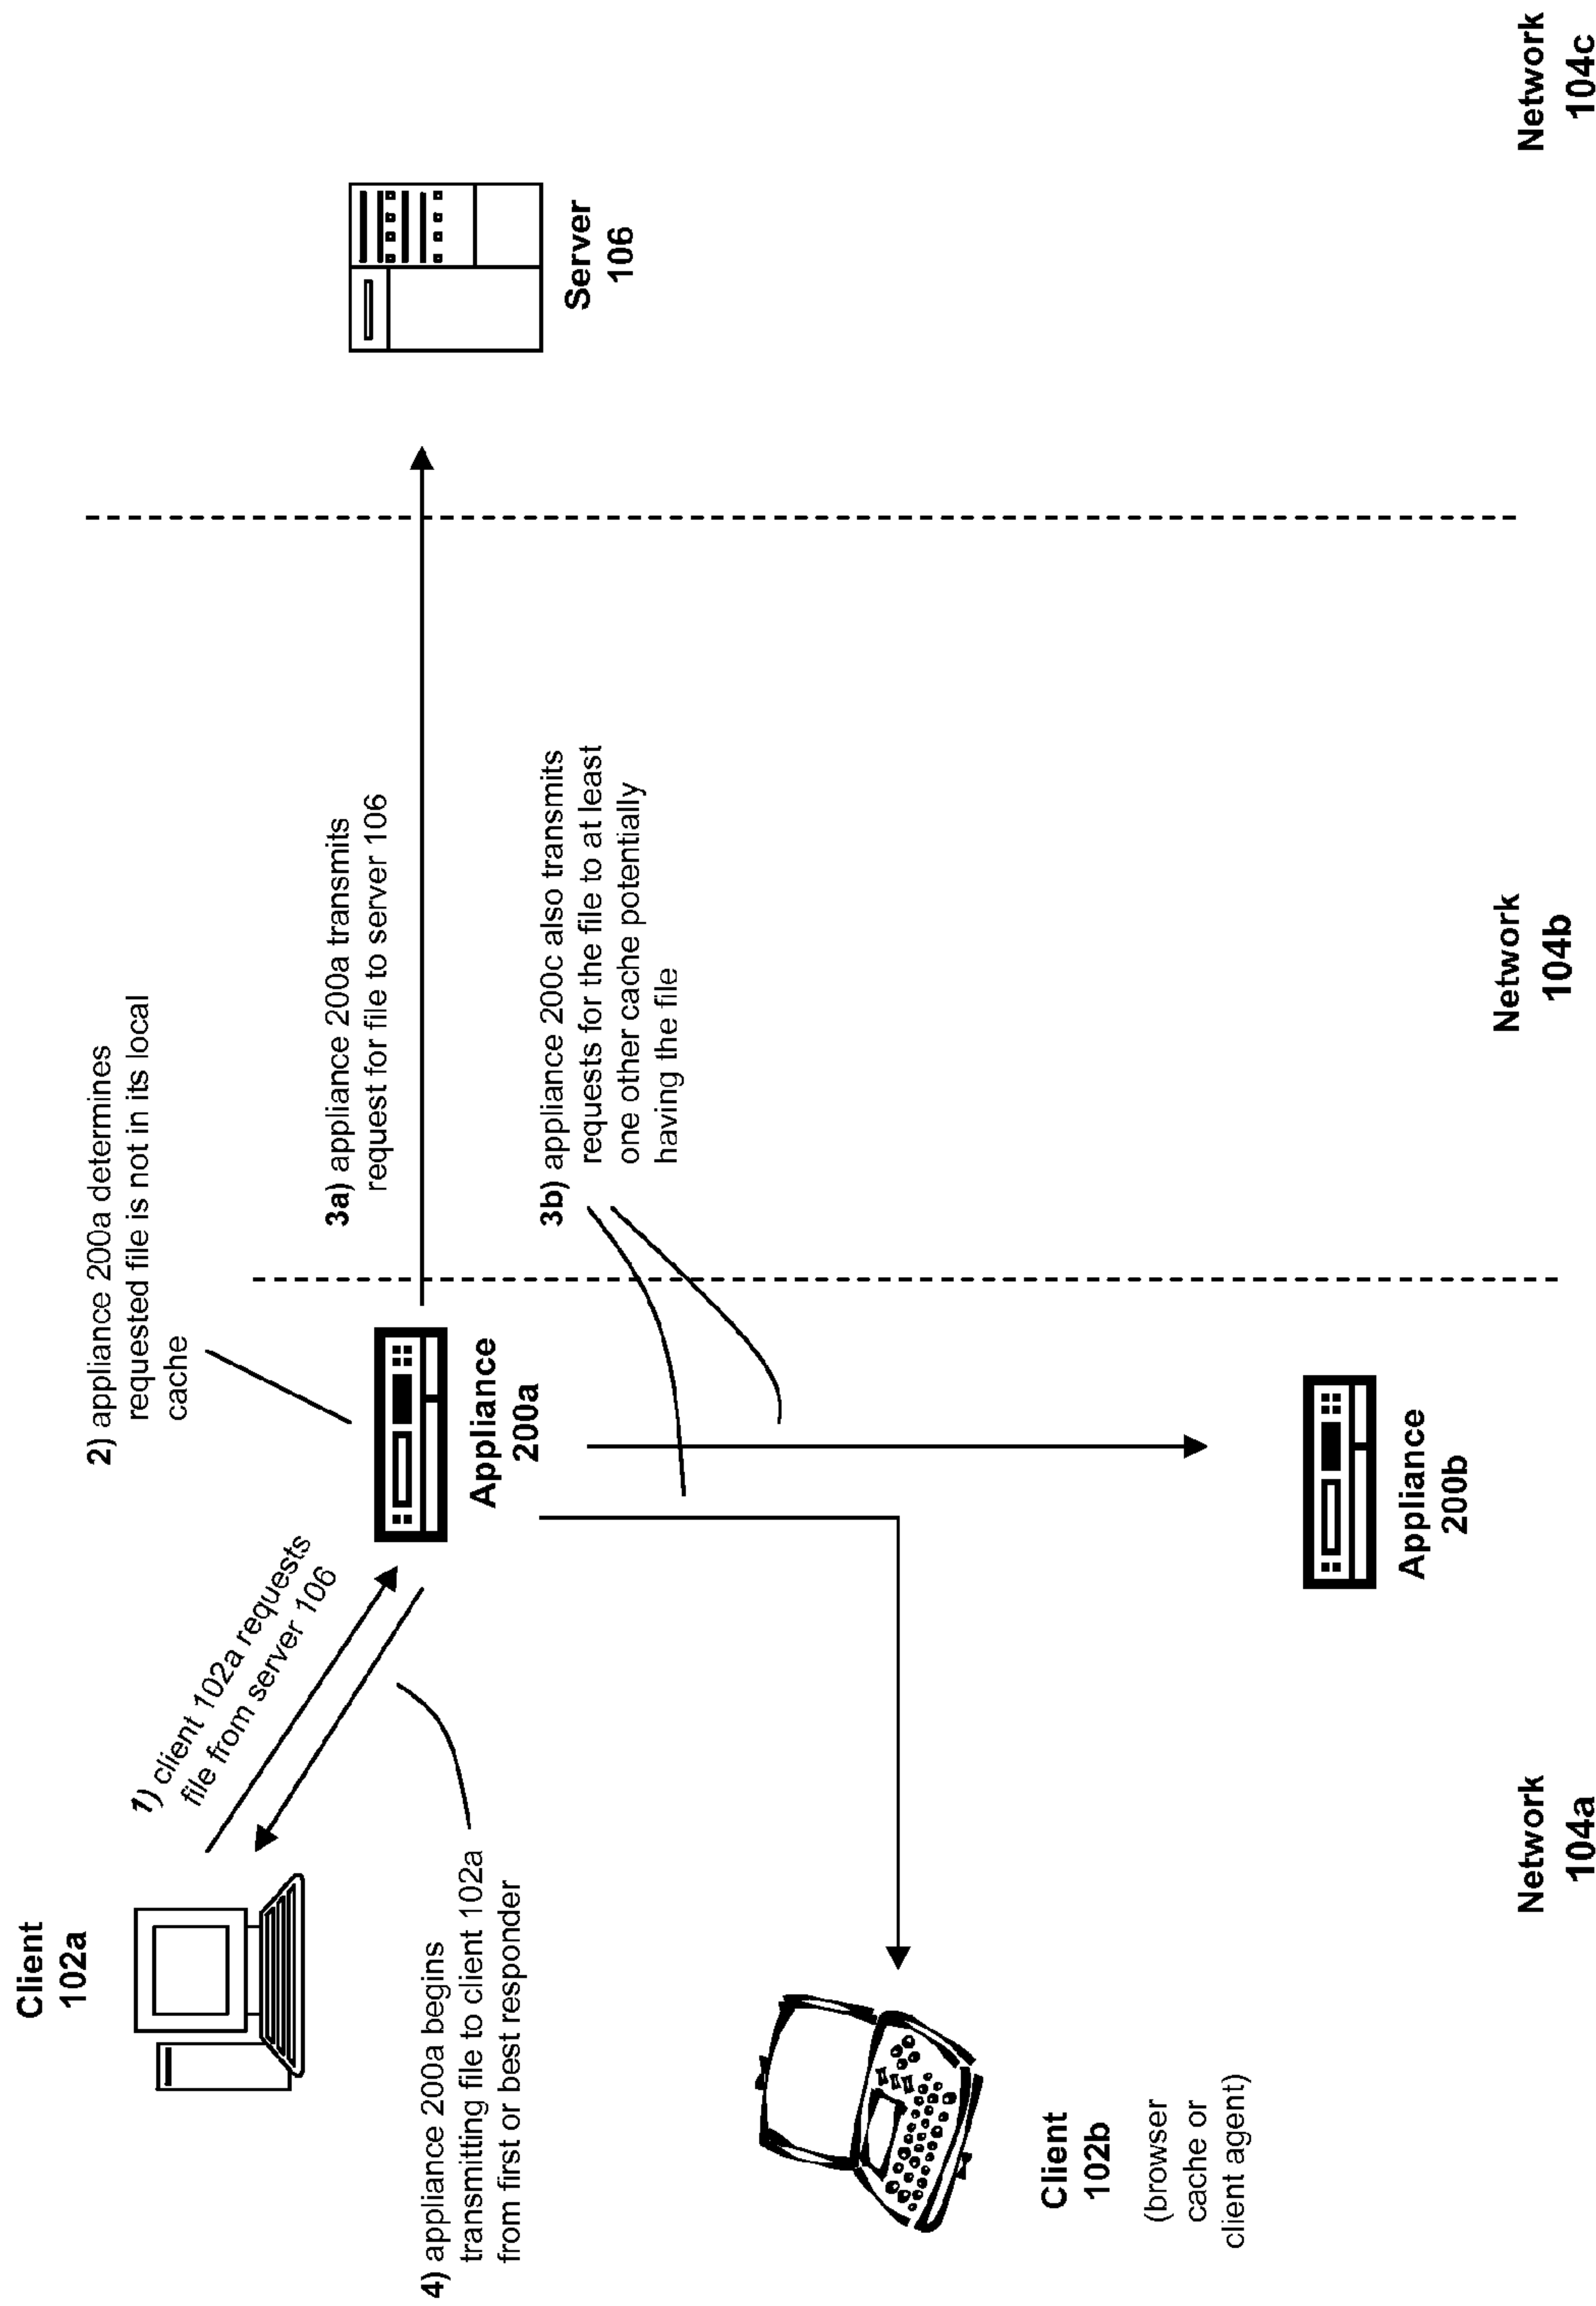 Client
102a
1) client 102a requests
file from server 106
2) appliance 200a determines
requested file is not in its local
cache
3a) appliance 200a transmits
request for file to server 106
Server
106
Appliance
200a
4) appliance 200a begins
transmitting file to client 102a
from first or best responder
3b) appliance 200c also transmits
requests for the file to at least
one other cache potentially
having the file
Client
102b
(browser
cache or
client agent)
Appliance
200b
Network
104a
Network
104b
Network
104c